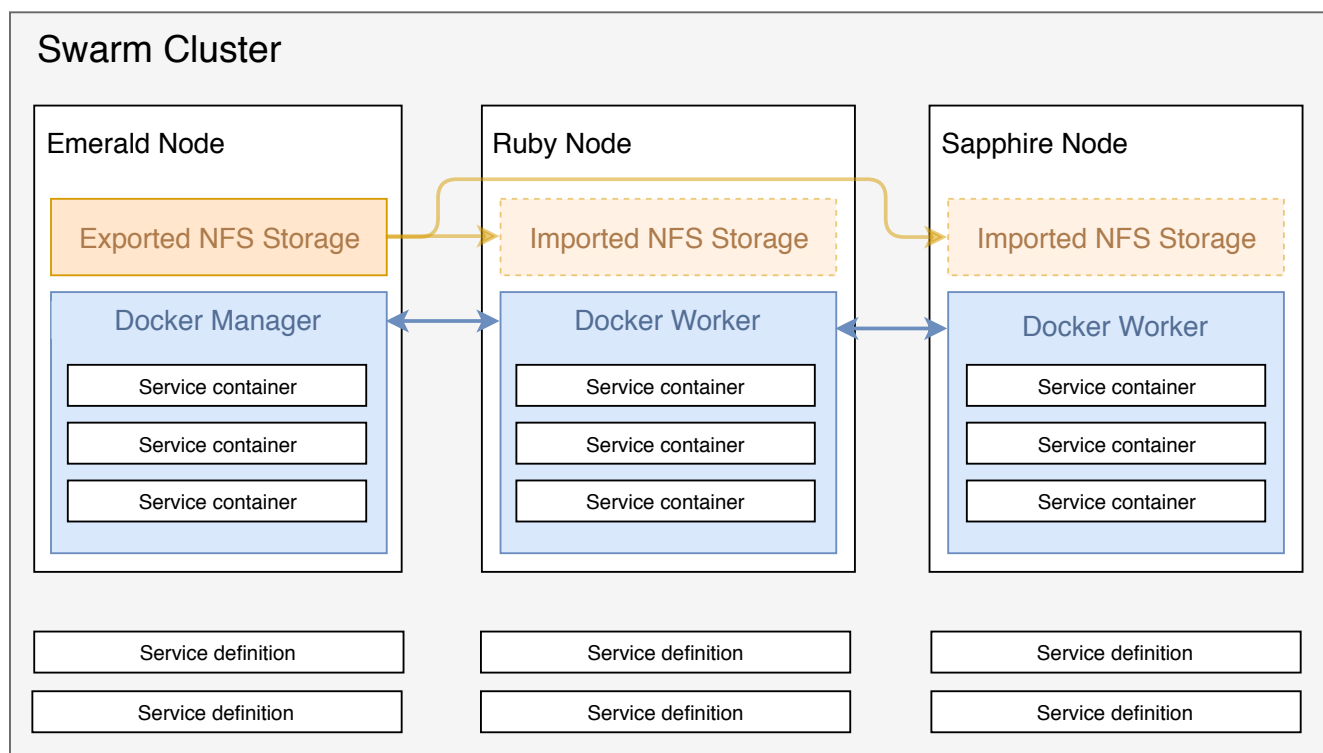 Swarm Cluster
Emerald Node
Exported NFS Storage
Docker Manager
Service container
Service container
Service container
Ruby Node
Imported NFS Storage
Docker Worker
Service container
Service container
Service container
Sapphire Node
Imported NFS Storage
Docker Worker
Service container
Service container
Service container
Service definition
Service definition
Service definition
Service definition
Service definition
Service definition